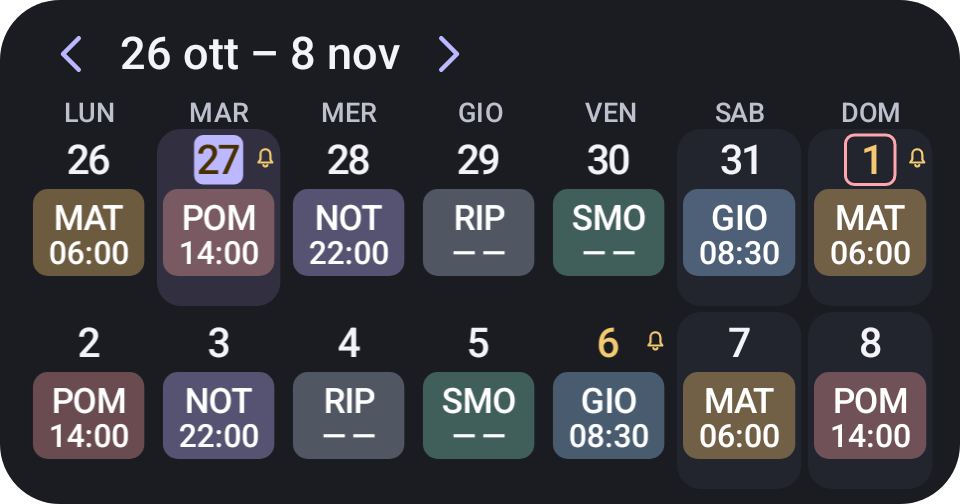 26 ott – 8 nov
LUN MAR MER GIO VEN SAB DOM
26 27 28 29 30 31 1
MAT POM NOT RIP SMO GIO MAT
06:00 14:00 22:00 – – – – 08:30 06:00
2 3 4 5 6 7 8
POM NOT RIP SMO GIO MAT POM
14:00 22:00 – – – – 08:30 06:00 14:00